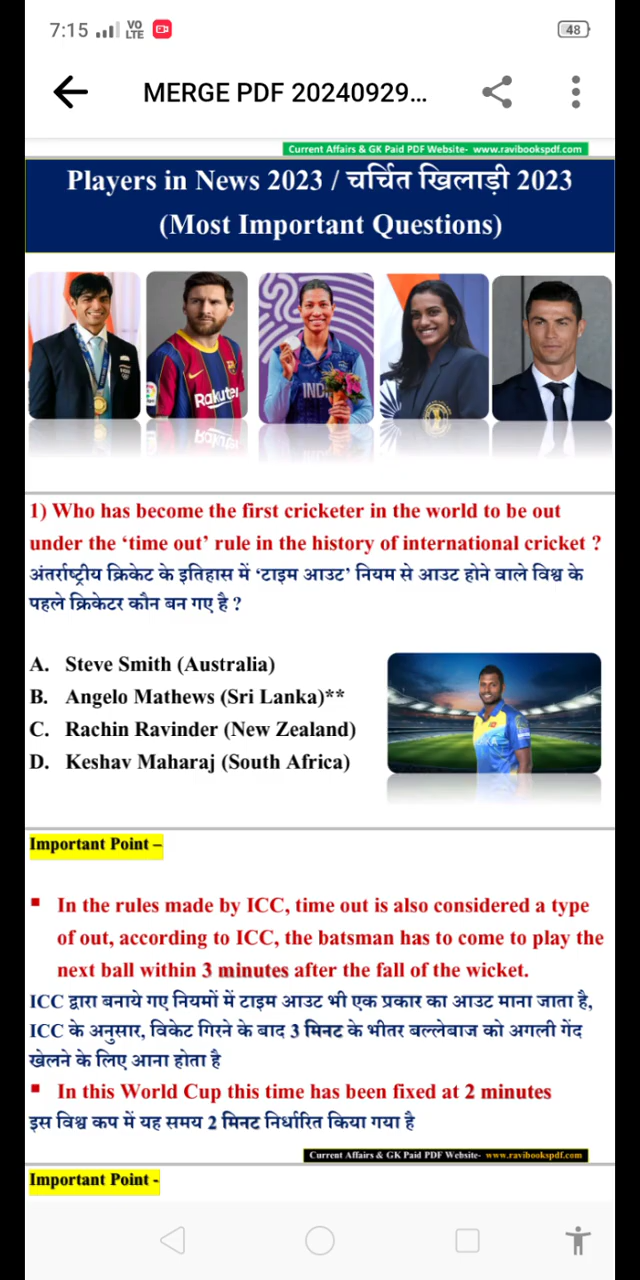 7:15
VO
LTE
48
MERGE PDF 20240929...
Current Affairs & GK Paid PDF Website- www.ravibookspdf.com
Players in News 2023 / चर्चित खिलाड़ी 2023
(Most Important Questions)
Rakuten
INDI
1) Who has become the first cricketer in the world to be out
under the ‘time out’ rule in the history of international cricket ?
अंतर्राष्ट्रीय क्रिकेट के इतिहास में ‘टाइम आउट’ नियम से आउट होने वाले विश्व के
पहले क्रिकेटर कौन बन गए है ?
A. Steve Smith (Australia)
B. Angelo Mathews (Sri Lanka)**
C. Rachin Ravinder (New Zealand)
D. Keshav Maharaj (South Africa)
Important Point –
▪ In the rules made by ICC, time out is also considered a type
of out, according to ICC, the batsman has to come to play the
next ball within 3 minutes after the fall of the wicket.
ICC द्वारा बनाये गए नियमों में टाइम आउट भी एक प्रकार का आउट माना जाता है,
ICC के अनुसार, विकेट गिरने के बाद 3 मिनट के भीतर बल्लेबाज को अगली गेंद
खेलने के लिए आना होता है
▪ In this World Cup this time has been fixed at 2 minutes
इस विश्व कप में यह समय 2 मिनट निर्धारित किया गया है
Current Affairs & GK Paid PDF Website- www.ravibookspdf.com
Important Point -